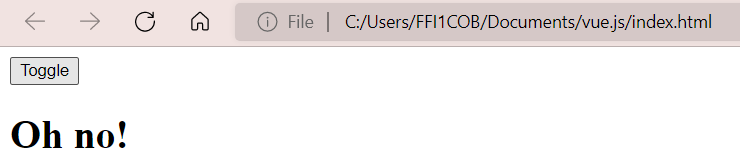 File | C:/Users/FFI1COB/Documents/vue.js/index.html
Toggle
Oh no!